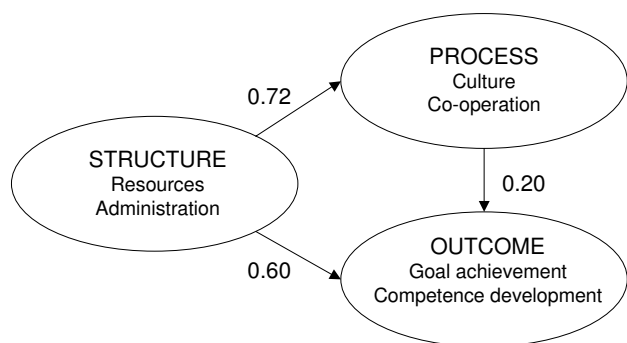 PROCESS
Culture
Co-operation
0.72
STRUCTURE
Resources
Administration
0.20
0.60
OUTCOME
Goal achievement
Competence development